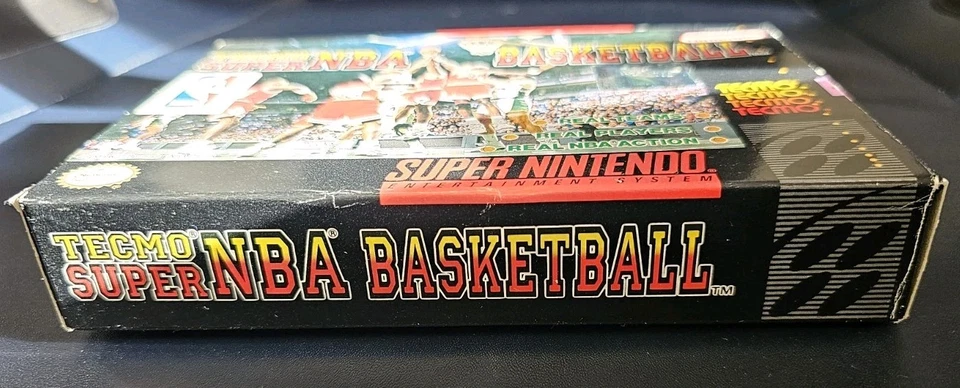 SUPER NBA BASKETBALL
TECMO
TECMO
TECMO
TECMO
REAL TEAMS
REAL PLAYERS
REAL NBA ACTION
SUPER NINTENDO
ENTERTAINMENT SYSTEM
TECMO®
SUPER NBA® BASKETBALL™